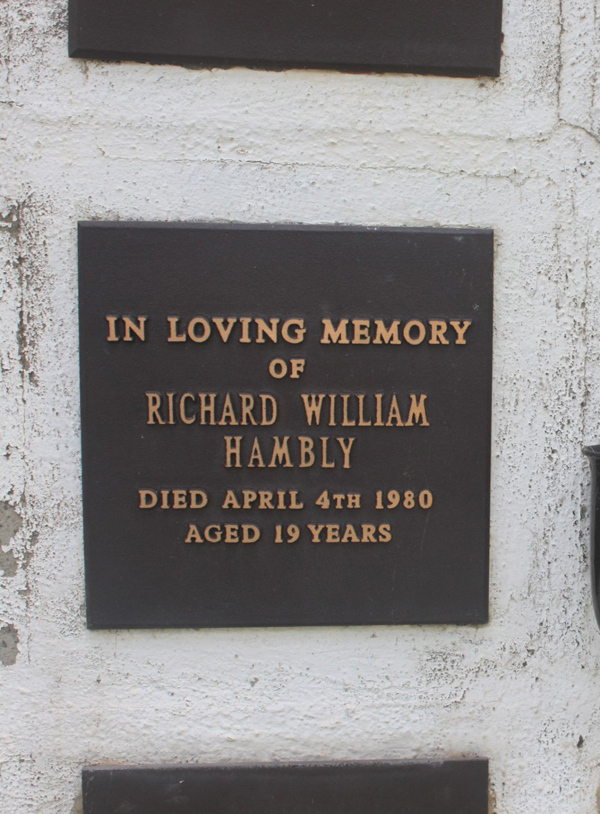 IN LOVING MEMORY
OF
RICHARD WILLIAM
HAMBLY
DIED APRIL 4TH 1980
AGED 19 YEARS